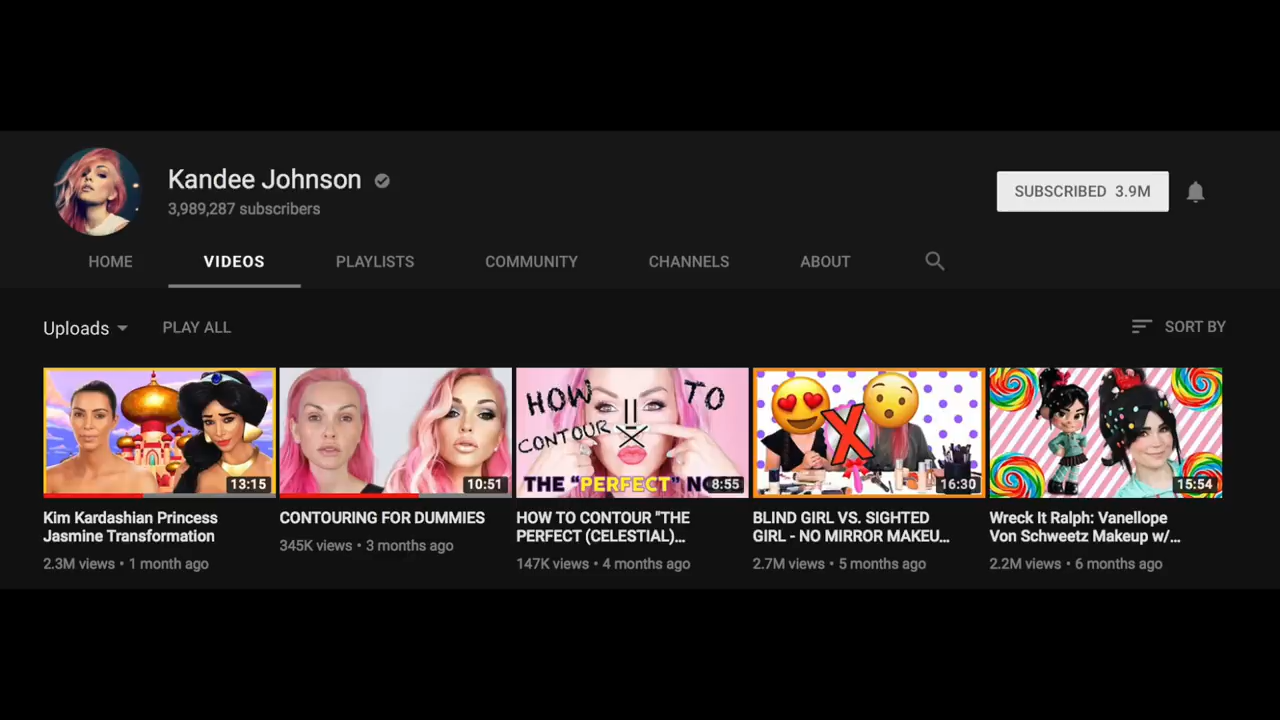 Kandee Johnson
3,989,287 subscribers
SUBSCRIBED 3.9M
HOME VIDEOS PLAYLISTS COMMUNITY CHANNELS ABOUT
Uploads PLAY ALL SORT BY
HOW TO
CONTOUR
THE "PERFECT" N
13:15 10:51 8:55 16:30 15:54
Kim Kardashian Princess
Jasmine Transformation
2.3M views • 1 month ago
CONTOURING FOR DUMMIES
345K views • 3 months ago
HOW TO CONTOUR "THE
PERFECT (CELESTIAL)...
147K views • 4 months ago
BLIND GIRL VS. SIGHTED
GIRL - NO MIRROR MAKEU...
2.7M views • 5 months ago
Wreck It Ralph: Vanellope
Von Schweetz Makeup w/...
2.2M views • 6 months ago